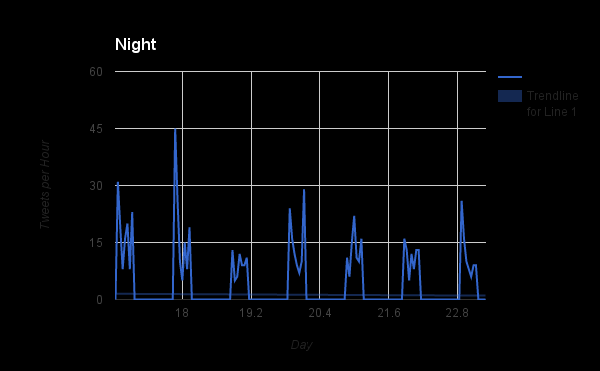 Night
60
45
30
15
0
Tweets per Hour
18 19.2 20.4 21.6 22.8
Day
Trendline
for Line 1